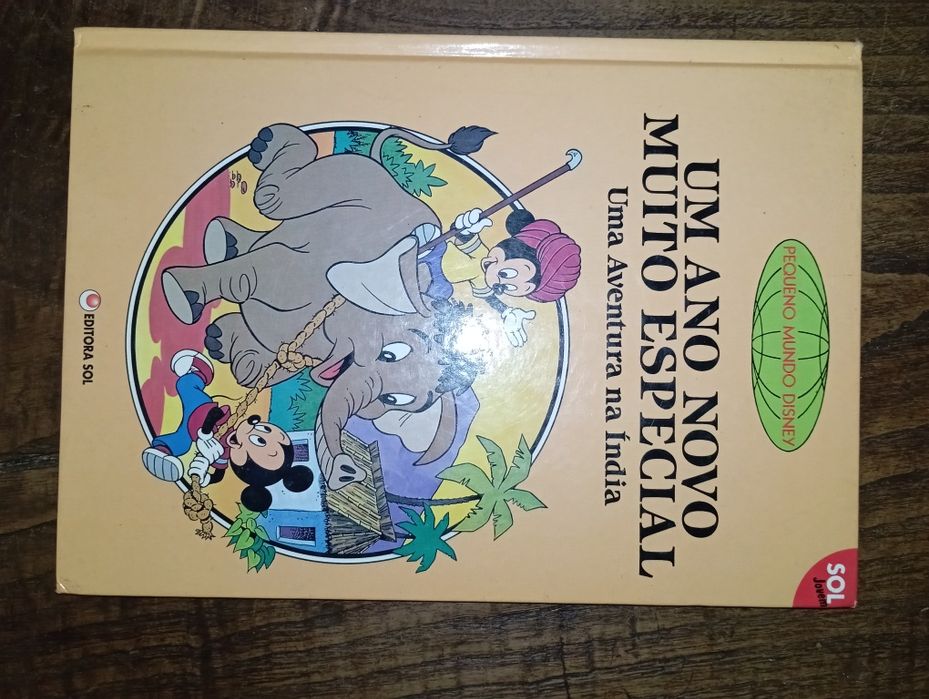 PEQUENO MUNDO DISNEY
UM ANO NOVO
MUITO ESPECIAL
Uma Aventura na Índia
EDITORA SOL
SOL
Jovem